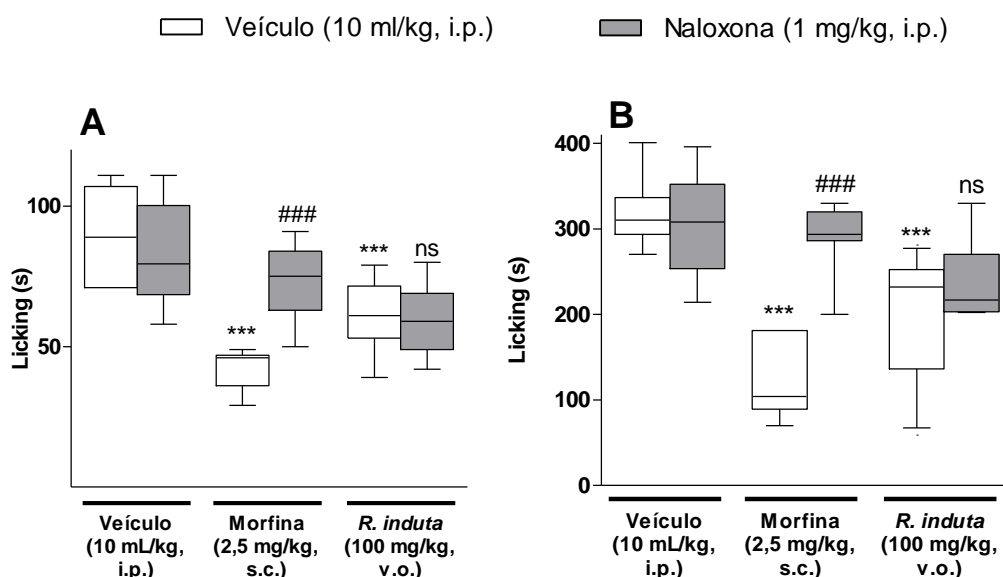 Veículo (10 ml/kg, i.p.)
Naloxona (1 mg/kg, i.p.)
A
Licking (s)
100
50
***
###
***
ns
Veículo
(10 mL/kg,
i.p.)
Morfina
(2,5 mg/kg,
s.c.)
R. induta
(100 mg/kg,
v.o.)
B
Licking (s)
400
300
200
100
0
***
###
***
ns
Veículo
(10 mL/kg,
i.p.)
Morfina
(2,5 mg/kg,
s.c.)
R. induta
(100 mg/kg,
v.o.)